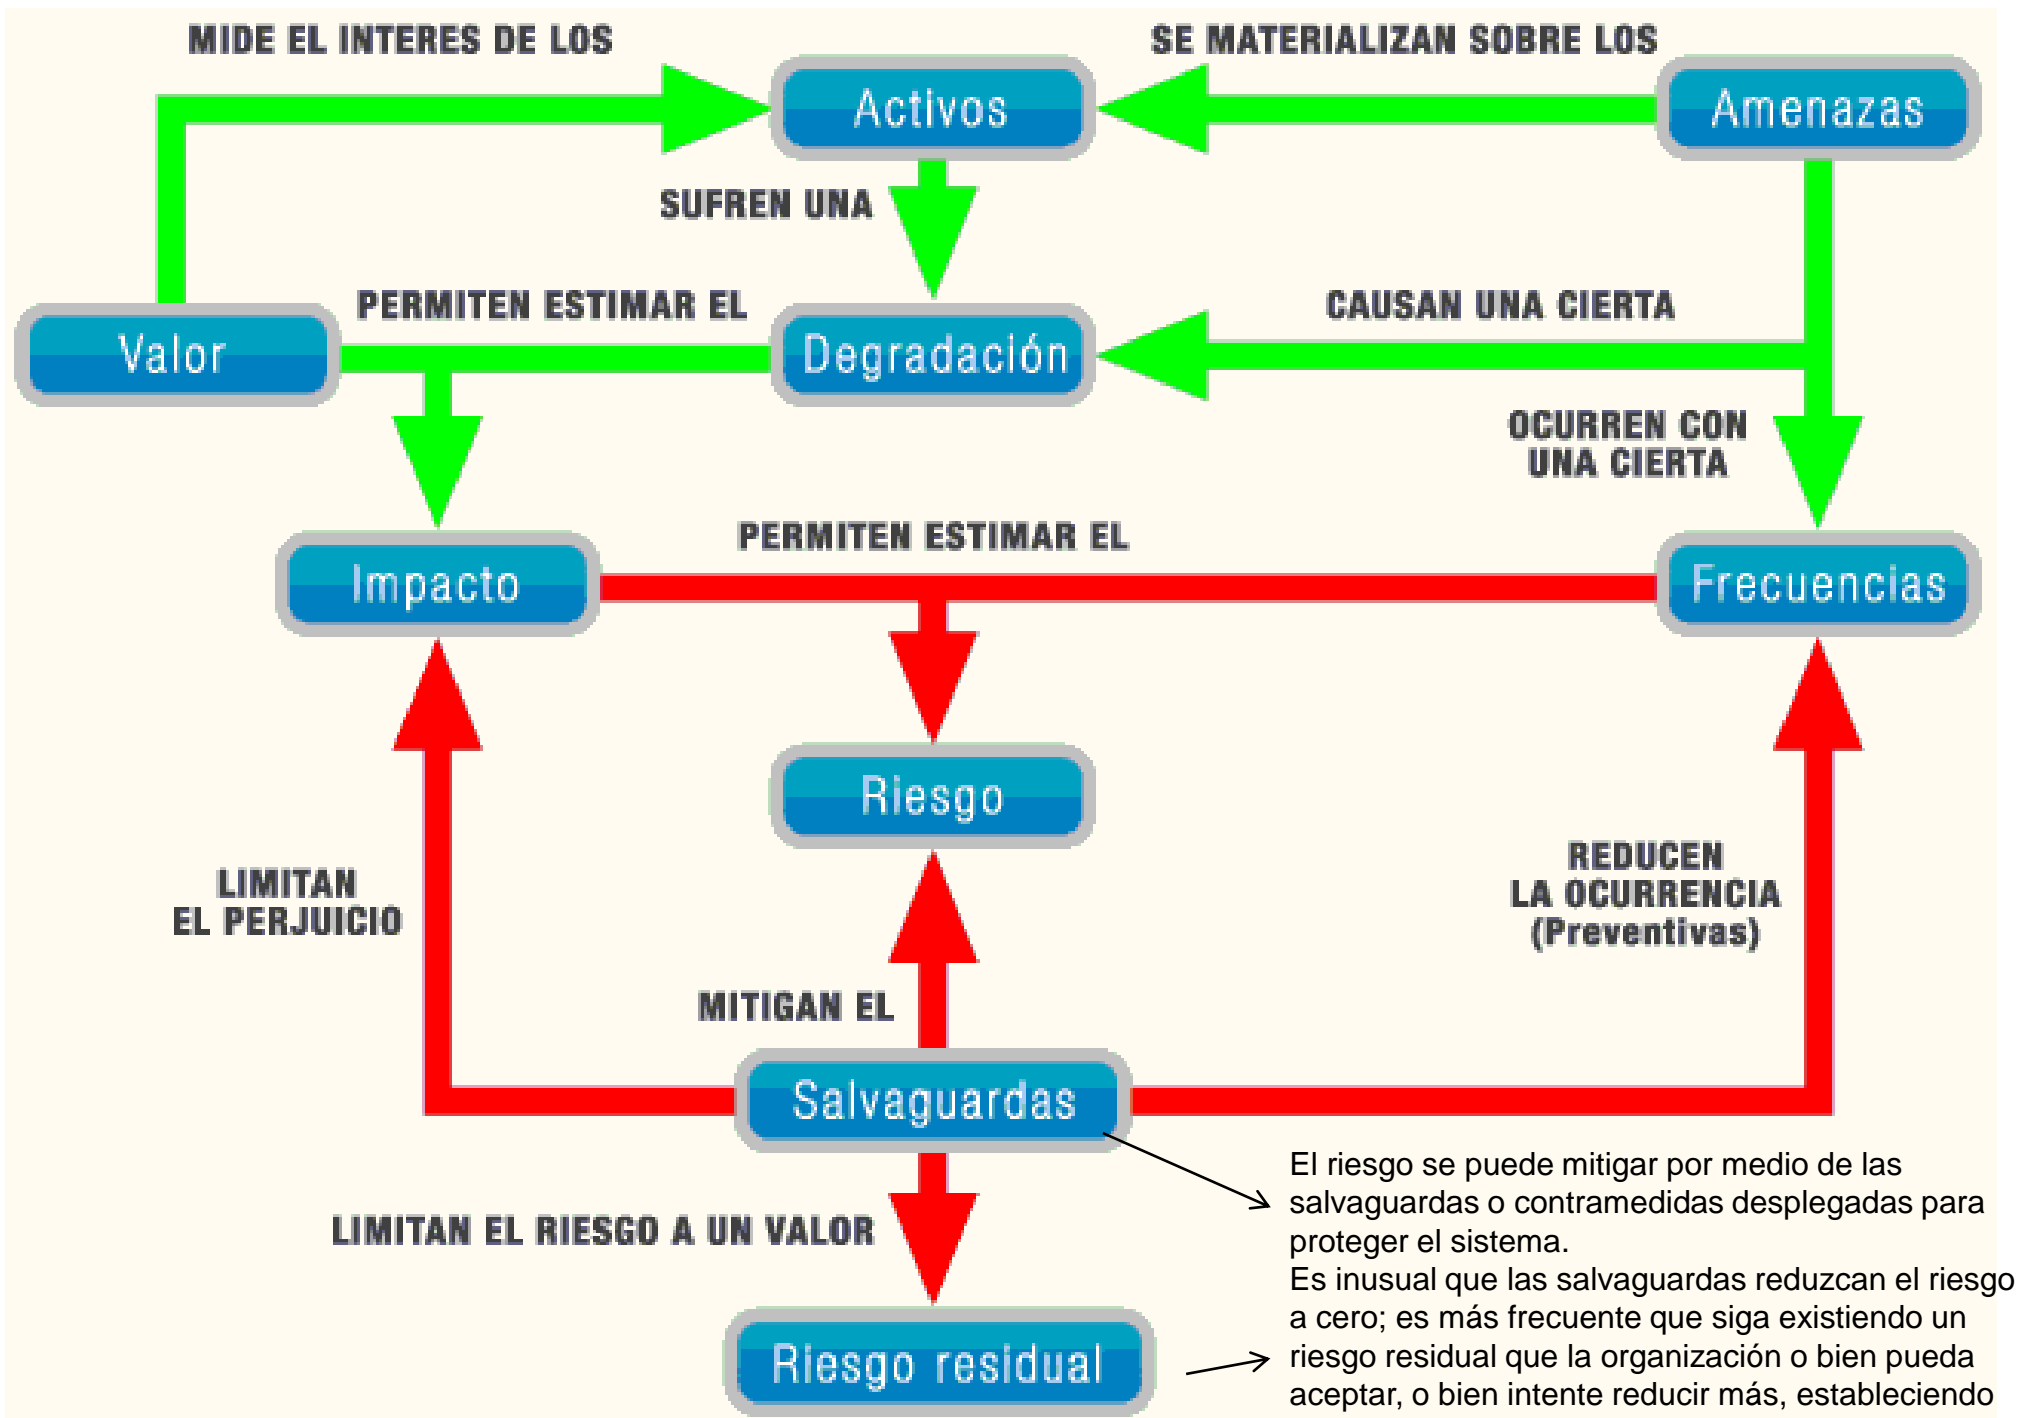 MIDE EL INTERES DE LOS
SE MATERIALIZAN SOBRE LOS
Activos
Amenazas
SUFREN UNA
PERMITEN ESTIMAR EL
CAUSAN UNA CIERTA
Valor
Degradación
OCURREN CON
UNA CIERTA
PERMITEN ESTIMAR EL
Impacto
Frecuencias
Riesgo
LIMITAN
EL PERJUICIO
REDUCEN
LA OCURRENCIA
(Preventivas)
MITIGAN EL
Salvaguardas
El riesgo se puede mitigar por medio de las
salvaguardas o contramedidas desplegadas para
proteger el sistema.
LIMITAN EL RIESGO A UN VALOR
Es inusual que las salvaguardas reduzcan el riesgo
a cero; es más frecuente que siga existiendo un
riesgo residual que la organización o bien pueda
aceptar, o bien intente reducir más, estableciendo
Riesgo residual